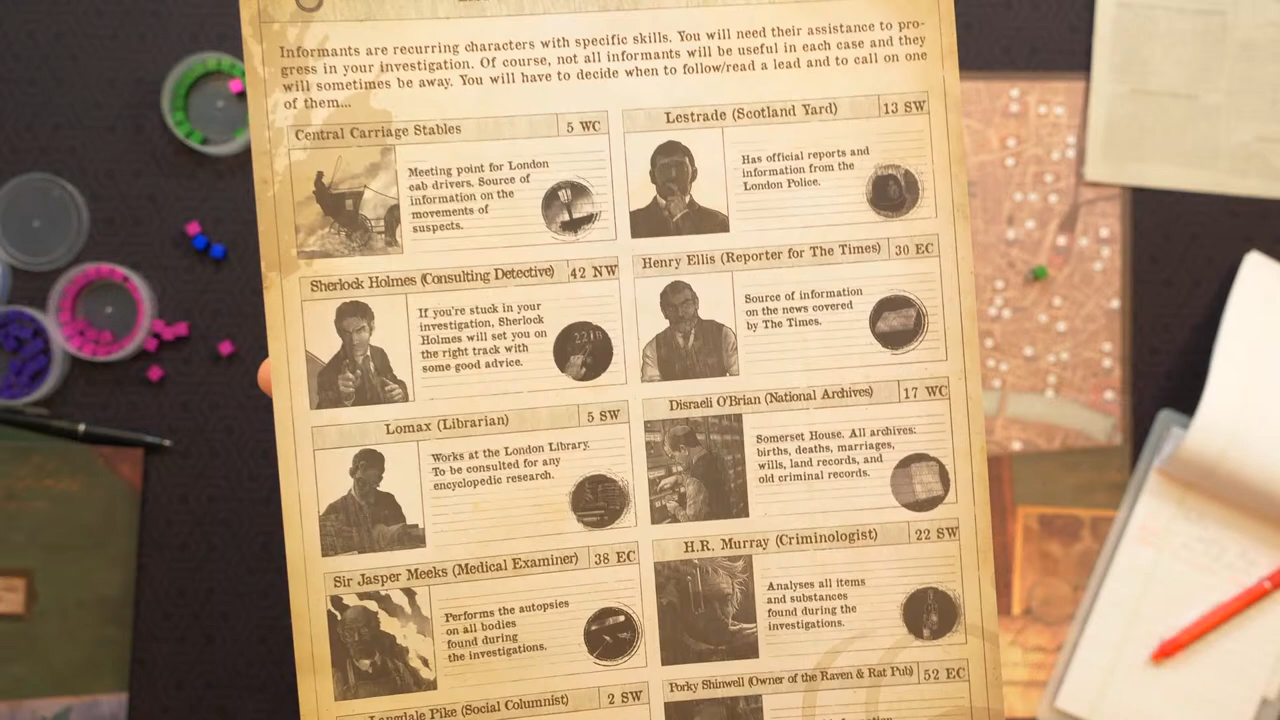 Informants are recurring characters with specific skills. You will need their assistance to pro-
gress in your investigation. Of course, not all informants will be useful in each case and they
will sometimes be away. You will have to decide when to follow/read a lead and to call on one
of them...
Central Carriage Stables
5 WC
Meeting point for London
cab drivers. Source of
information on the
movements of
suspects.
Lestrade (Scotland Yard)
13 SW
Has official reports and
information from the
London Police.
Sherlock Holmes (Consulting Detective)
42 NW
If you're stuck in your
investigation, Sherlock
Holmes will set you on
the right track with
some good advice.
221B
Henry Ellis (Reporter for The Times)
30 EC
Source of information
on the news covered
by The Times.
Lomax (Librarian)
5 SW
Works at the London Library.
To be consulted for any
encyclopedic research.
Disraeli O'Brian (National Archives)
17 WC
Somerset House. All archives:
births, deaths, marriages,
wills, land records, and
old criminal records.
Sir Jasper Meeks (Medical Examiner)
38 EC
Performs the autopsies
on all bodies
found during
the investigations.
H.R. Murray (Criminologist)
22 SW
Analyses all items
and substances
found during the
investigations.
Langdale Pike (Social Columnist)
2 SW
Porky Shinwell (Owner of the Raven & Rat Pub)
52 EC